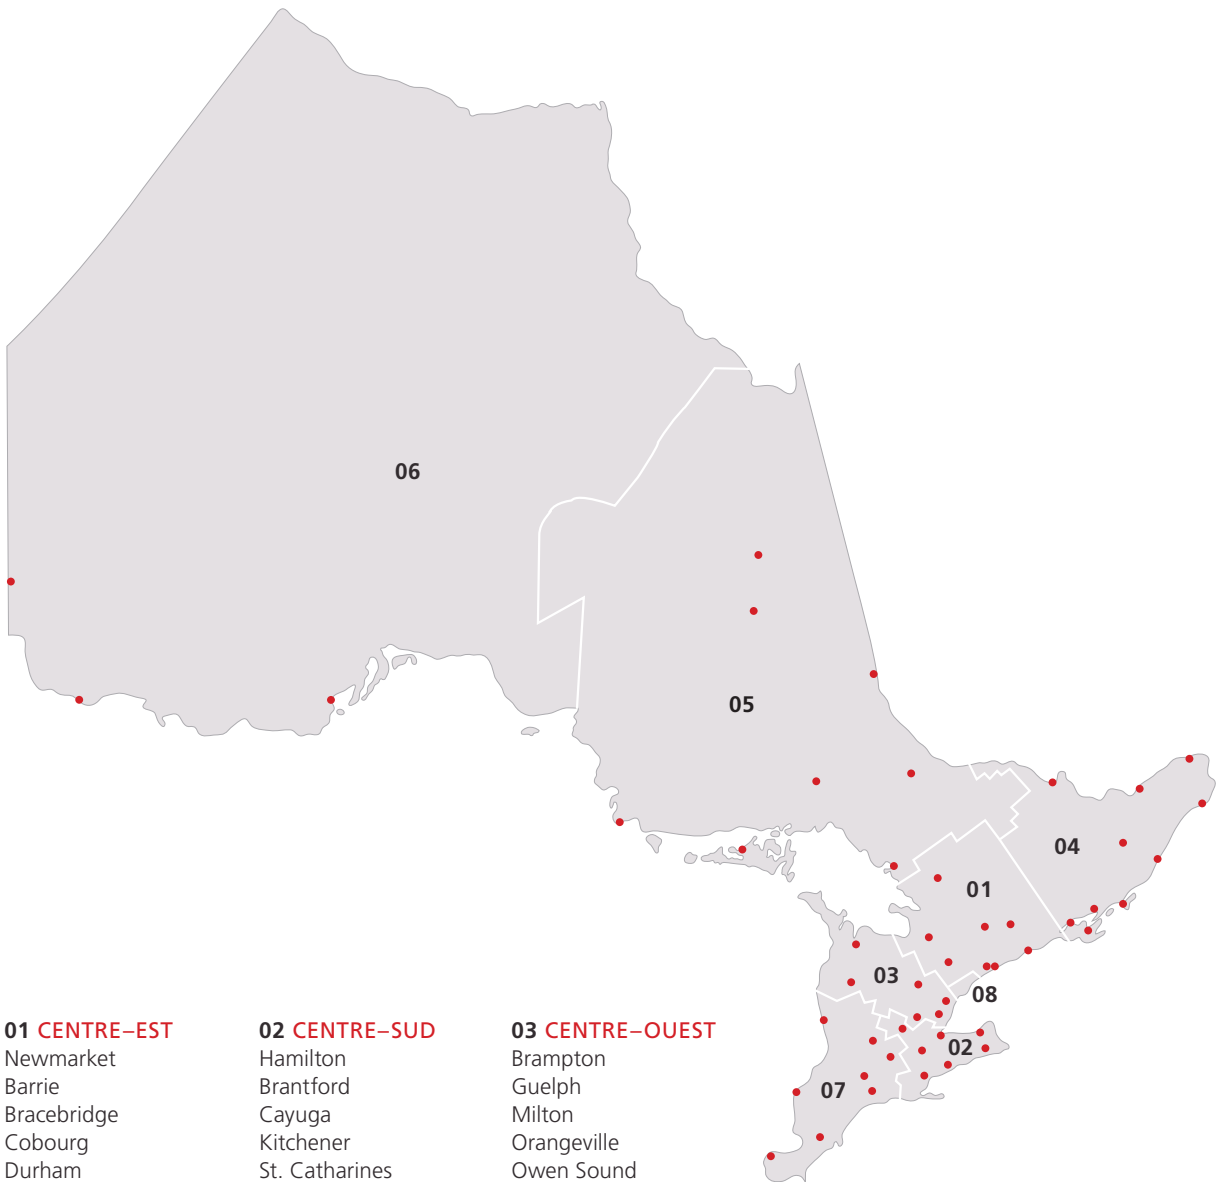 06
05
04
01
03
08
02
07
01 CENTRE–EST
Newmarket
Barrie
Bracebridge
Cobourg
Durham
02 CENTRE–SUD
Hamilton
Brantford
Cayuga
Kitchener
St. Catharines
03 CENTRE–OUEST
Brampton
Guelph
Milton
Orangeville
Owen Sound